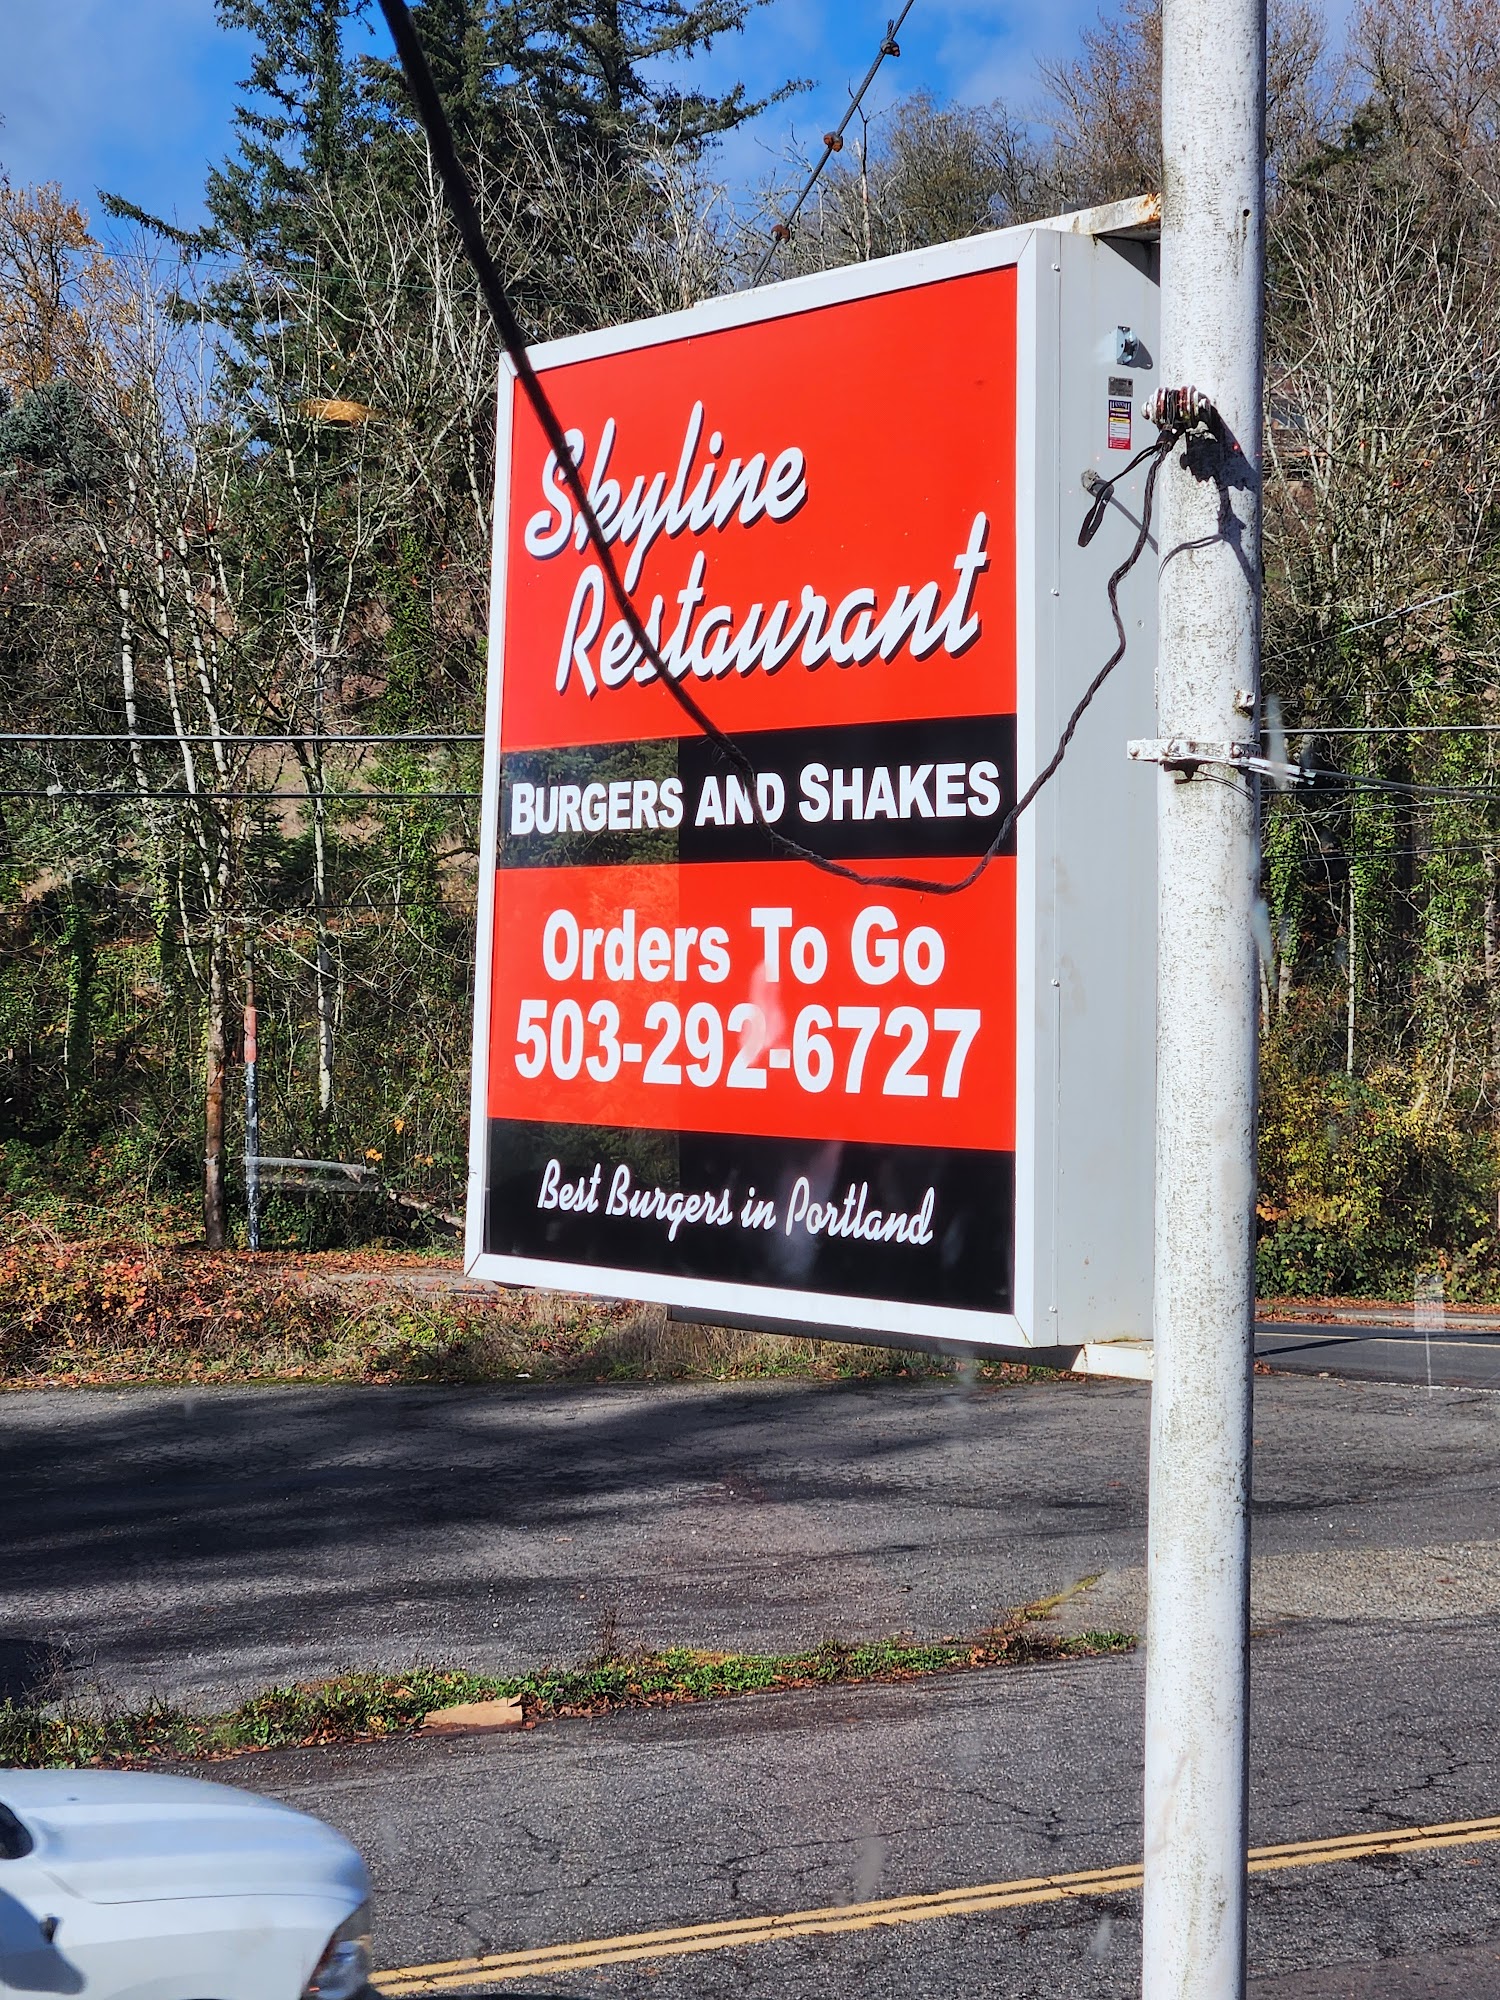 Skyline
Restaurant
BURGERS AND SHAKES
Orders To Go
503-292-6727
Best Burgers in Portland